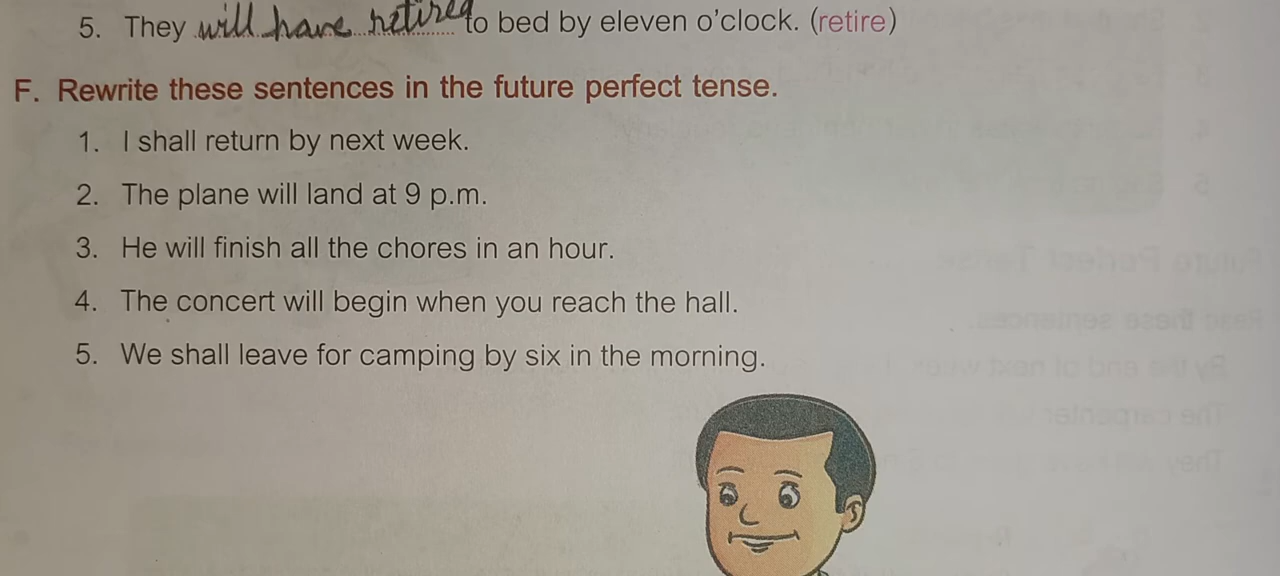 5. They will have retired to bed by eleven o'clock. (retire)
F. Rewrite these sentences in the future perfect tense.
1. I shall return by next week.
2. The plane will land at 9 p.m.
3. He will finish all the chores in an hour.
4. The concert will begin when you reach the hall.
5. We shall leave for camping by six in the morning.